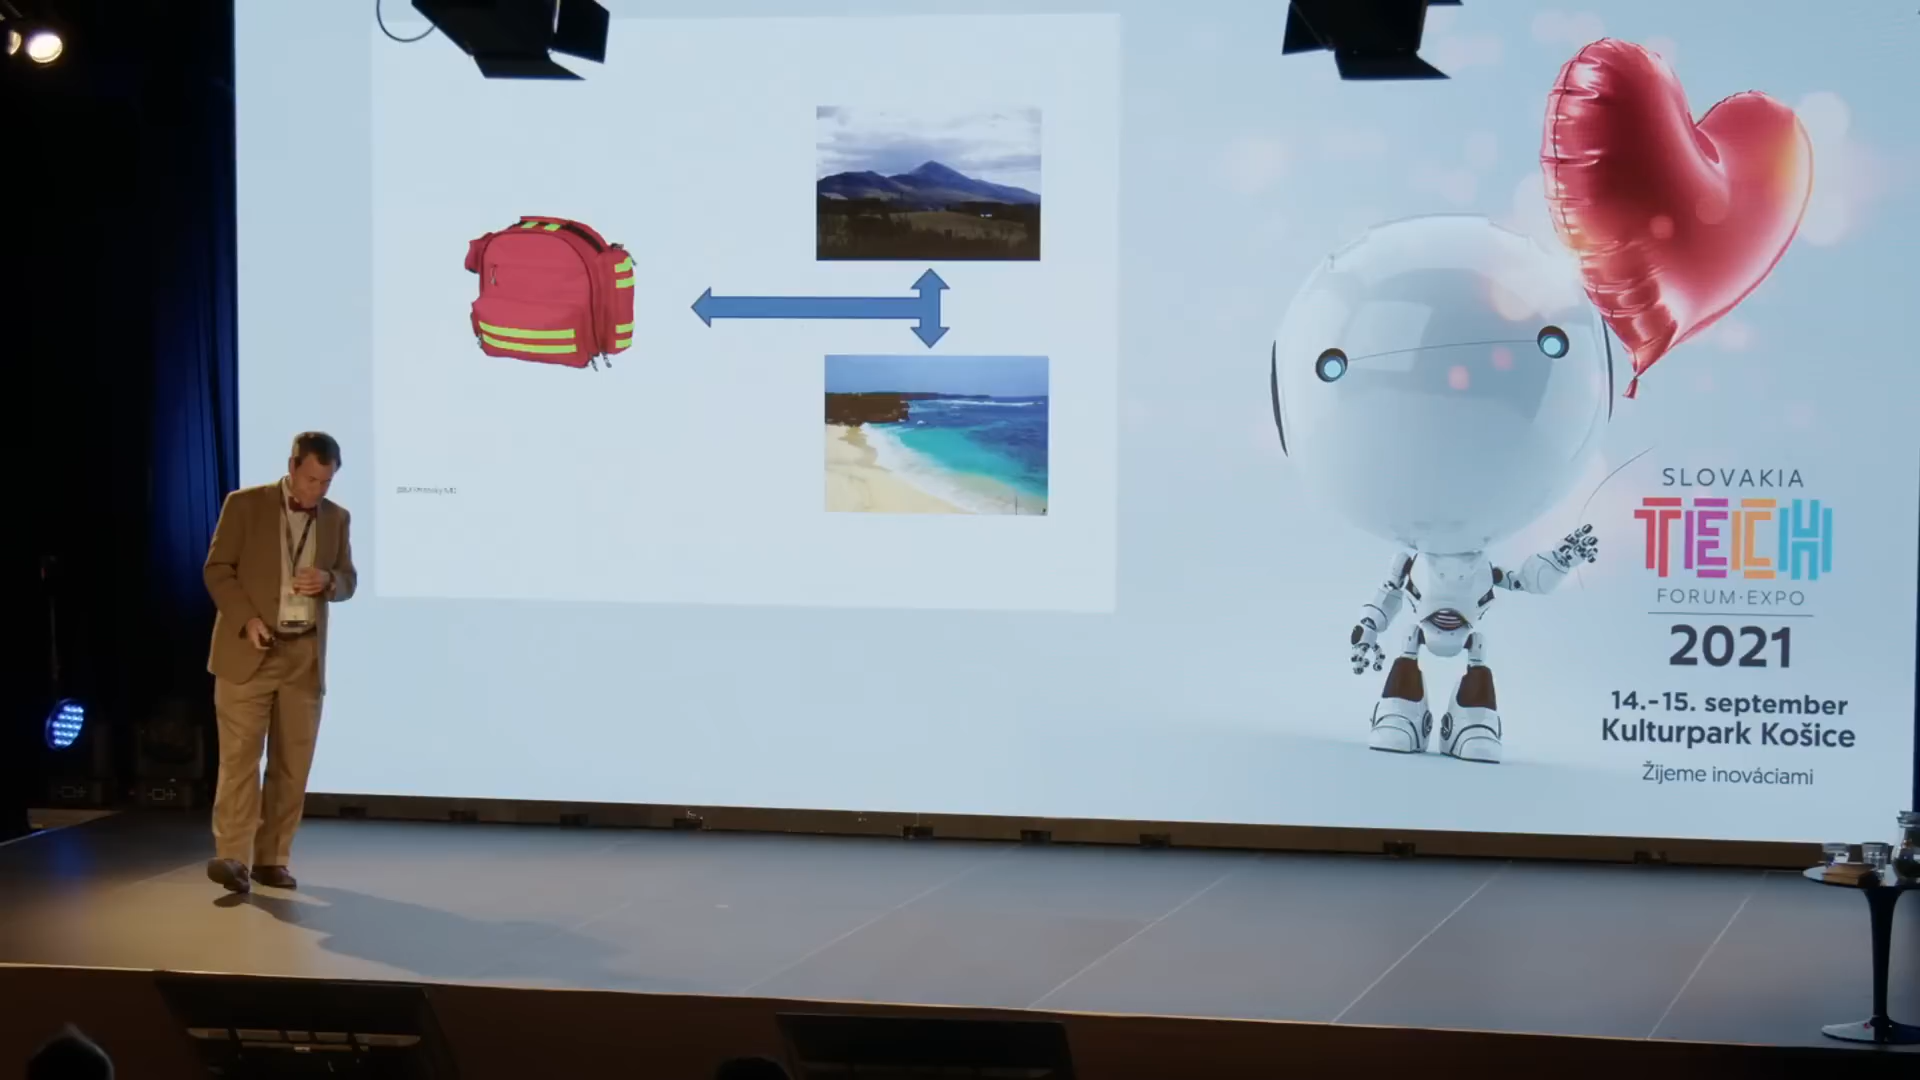 SLOVAKIA
TECH
FORUM·EXPO
2021
14.-15. september
Kulturpark Košice
Žijeme inováciami